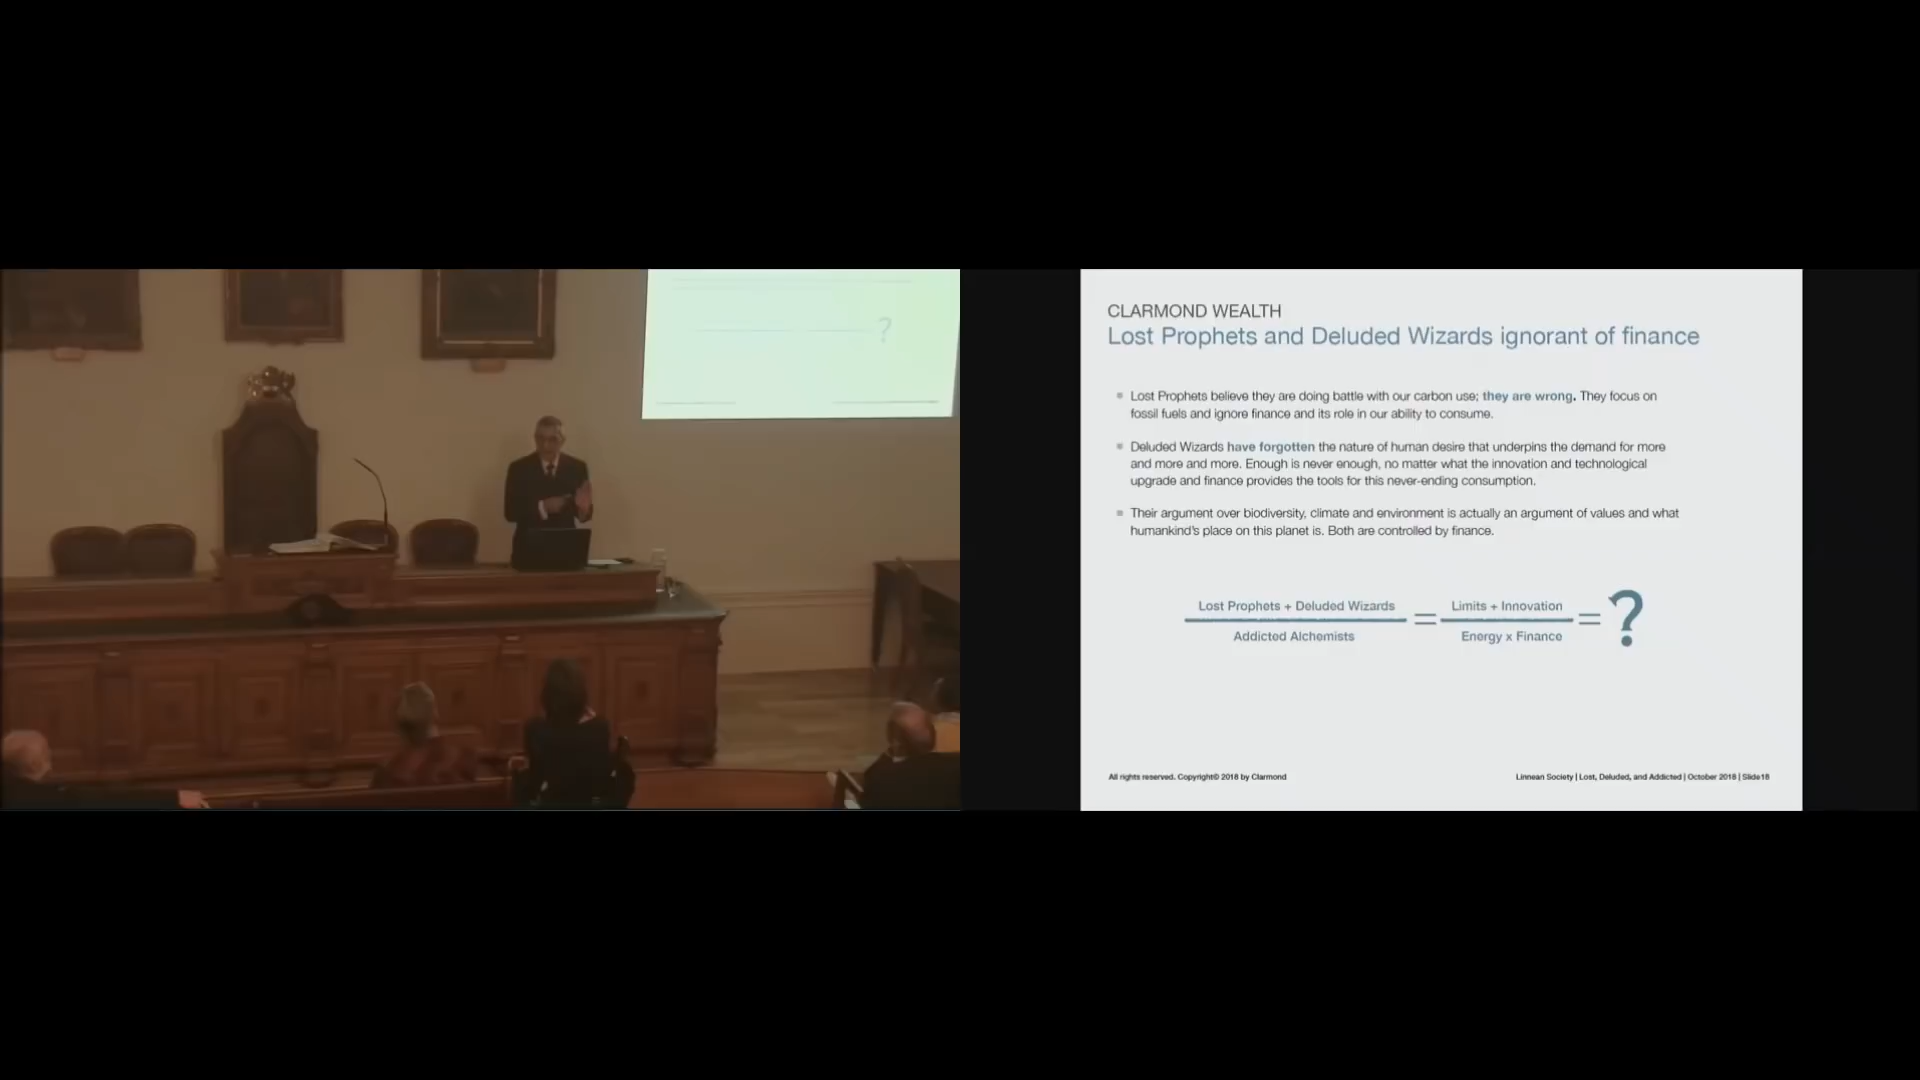 CLARMOND WEALTH
Lost Prophets and Deluded Wizards ignorant of finance
Lost Prophets believe they are doing battle with our carbon use; they are wrong. They focus on
fossil fuels and ignore finance and its role in our ability to consume.
Deluded Wizards have forgotten the nature of human desire that underpins the demand for more
and more and more. Enough is never enough, no matter what the innovation and technological
upgrade and finance provides the tools for this never-ending consumption.
Their argument over biodiversity, climate and environment is actually an argument of values and what
humankind's place on this planet is. Both are controlled by finance.
Lost Prophets + Deluded Wizards
Addicted Alchemists
=
Limits + Innovation
Energy x Finance
= ?
All rights reserved. Copyright© 2018 by Clarmond
Linnean Society | Lost, Deluded, and Addicted | October 2018 | Slide18
?